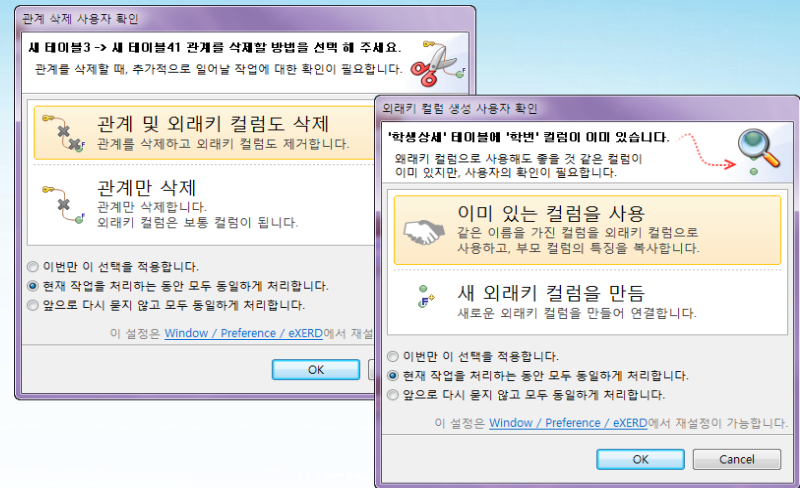 관계 삭제 사용자 확인
새 테이블3 -> 새 테이블41 관계를 삭제할 방법을 선택 해 주세요.
관계를 삭제할 때, 추가적으로 일어날 작업에 대한 확인이 필요합니다.
관계 및 외래키 컬럼도 삭제
관계를 삭제하고 외래키 컬럼도 제거합니다.
관계만 삭제
관계만 삭제합니다.
외래키 컬럼은 보통 컬럼이 됩니다.
이번만 이 선택을 적용합니다.
현재 작업을 처리하는 동안 모두 동일하게 처리합니다.
앞으로 다시 묻지 않고 모두 동일하게 처리합니다.
이 설정은 Window / Preference / eXERD에서 재설
OK
외래키 컬럼 생성 사용자 확인
'학생상세' 테이블에 '학번' 컬럼이 이미 있습니다.
왜래키 컬럼으로 사용해도 좋을 것 같은 컬럼이
이미 있지만, 사용자의 확인이 필요합니다.
이미 있는 컬럼을 사용
같은 이름을 가진 컬럼을 외래키 컬럼으로
사용하고, 부모 컬럼의 특징을 복사합니다.
새 외래키 컬럼을 만듬
새로운 외래키 컬럼을 만들어 연결합니다.
이번만 이 선택을 적용합니다.
현재 작업을 처리하는 동안 모두 동일하게 처리합니다.
앞으로 다시 묻지 않고 모두 동일하게 처리합니다.
이 설정은 Window / Preference / eXERD에서 재설정이 가능합니다.
OK
Cancel